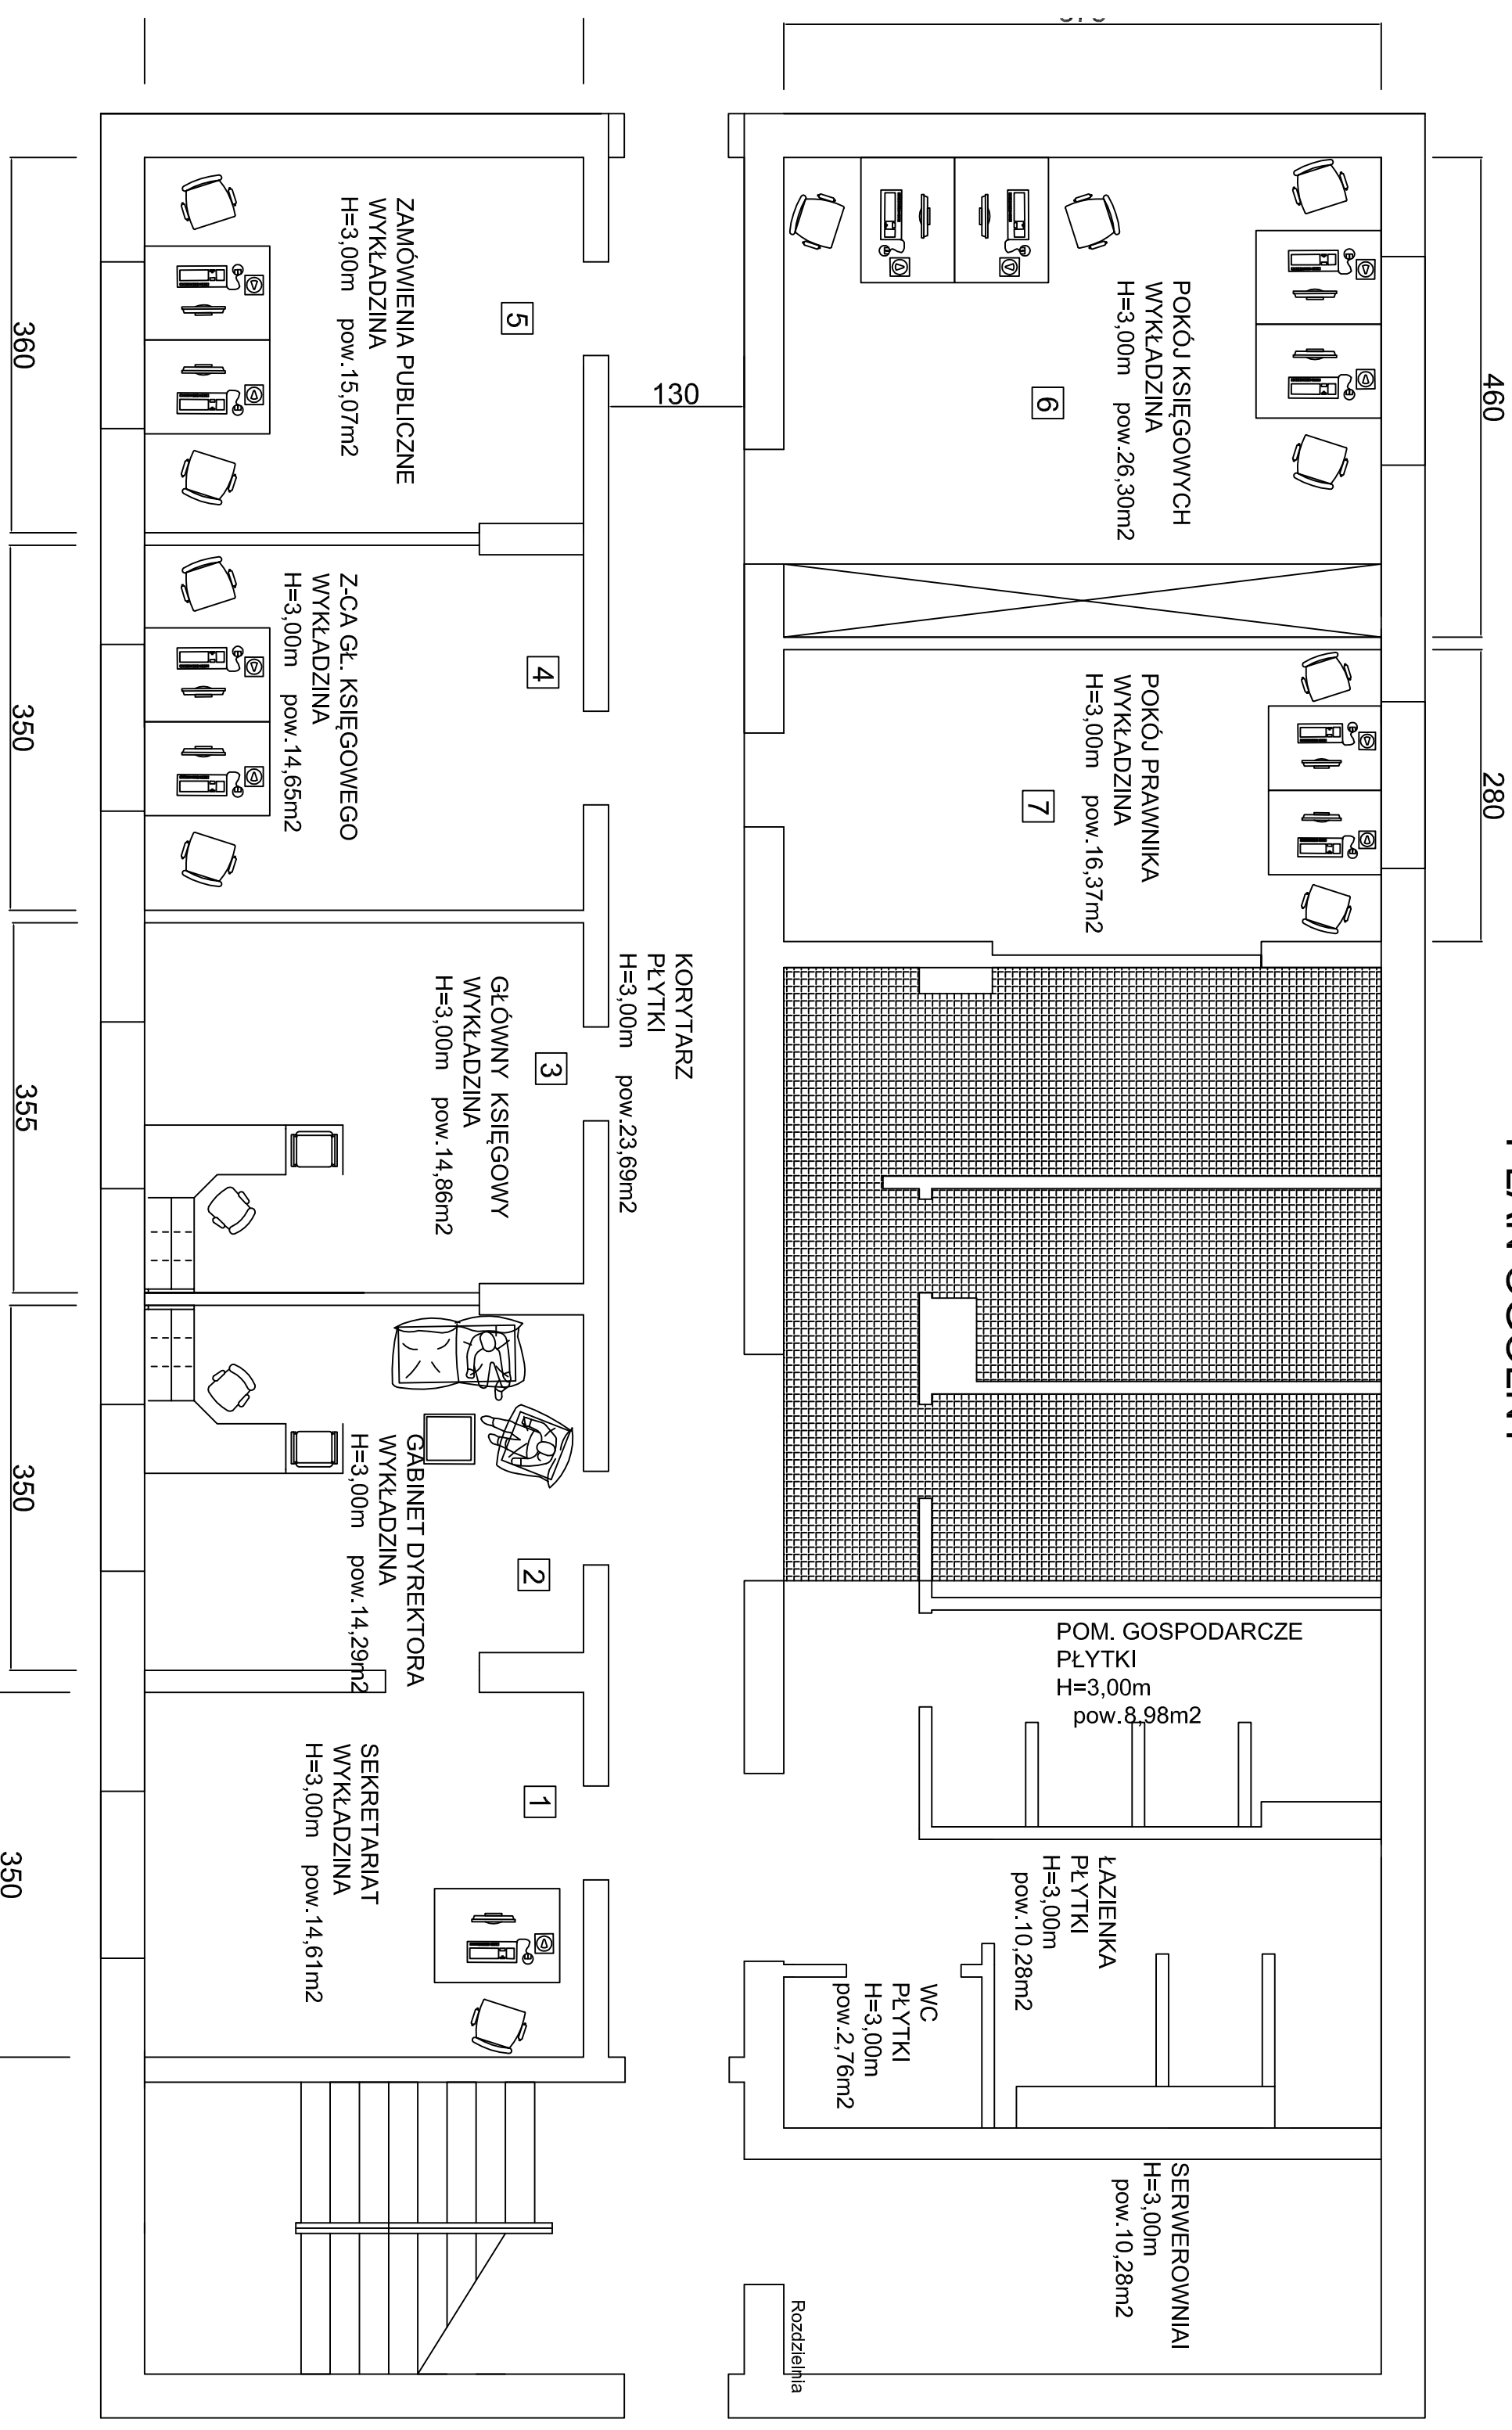 PLAN OGÓLNY
460
280
130
360
350
355
350
350
ZAMÓWIENIA PUBLICZNE
WYKŁADZINA
H=3,00m pow.15,07m2
5
POKÓJ KSIĘGOWYCH
WYKŁADZINA
H=3,00m pow.26,30m2
6
Z-CA GŁ. KSIĘGOWEGO
WYKŁADZINA
H=3,00m pow.14,65m2
4
POKÓJ PRAWNIKA
WYKŁADZINA
H=3,00m pow.16,37m2
7
KORYTARZ
PŁYTKI
H=3,00m pow.23,69m2
GŁÓWNY KSIĘGOWY
WYKŁADZINA
H=3,00m pow.14,86m2
3
GABINET DYREKTORA
WYKŁADZINA
H=3,00m pow.14,29m2
2
POM. GOSPODARCZE
PŁYTKI
H=3,00m
pow.8,98m2
SEKRETARIAT
WYKŁADZINA
H=3,00m pow.14,61m2
1
ŁAZIENKA
PŁYTKI
H=3,00m
pow.10,28m2
WC
PŁYTKI
H=3,00m
pow.2,76m2
SERWEROWNIAI
H=3,00m
pow.10,28m2
Rozdzielnia